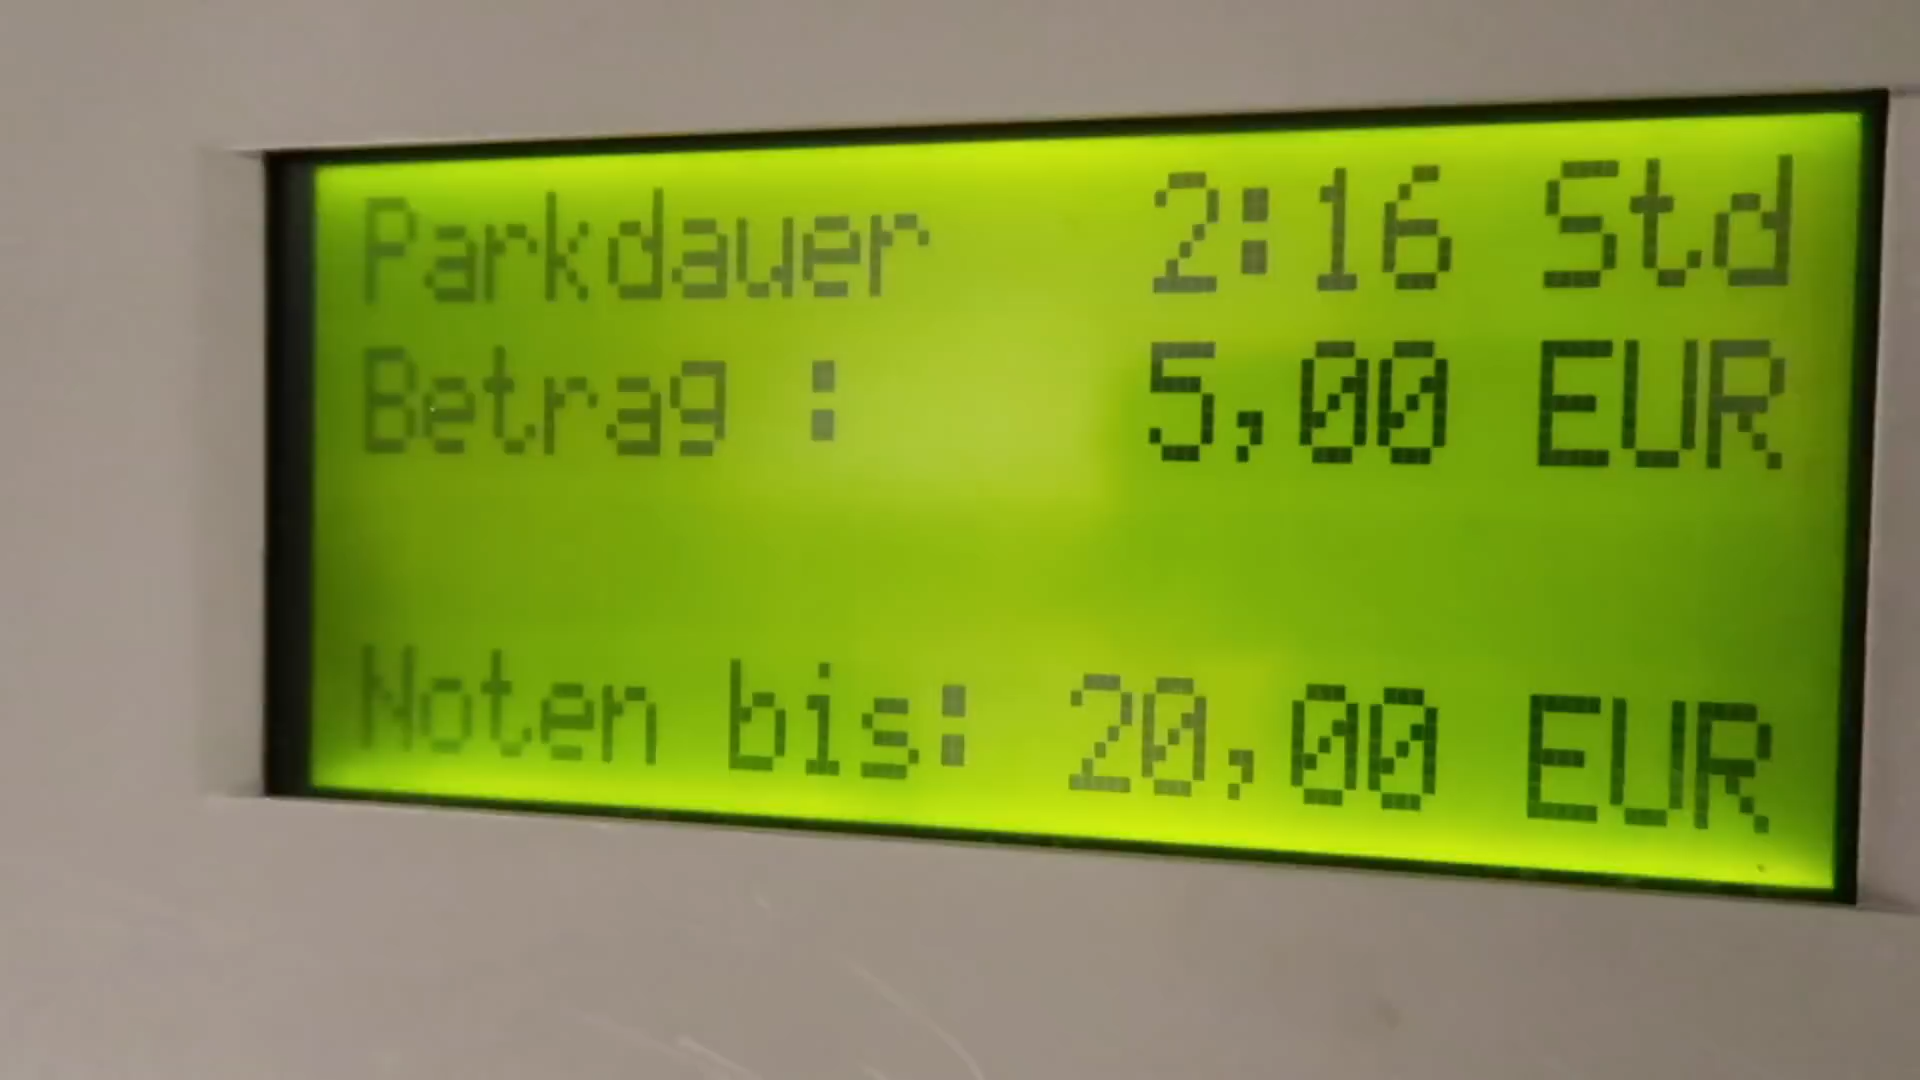 Parkdauer 2:16 Std
Betrag : 5,00 EUR
Noten bis: 20,00 EUR